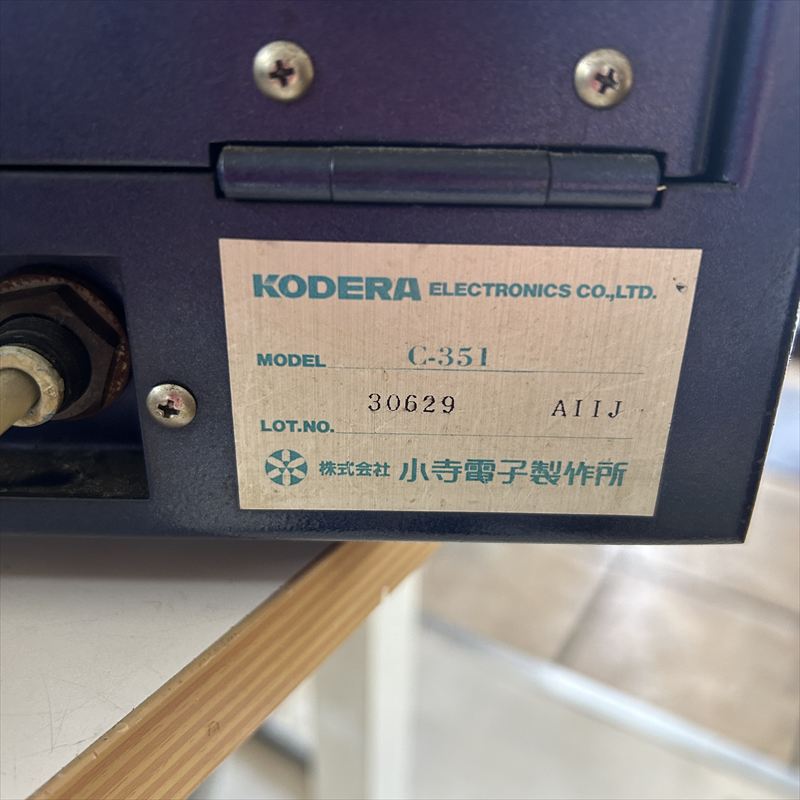 KODERA ELECTRONICS CO.,LTD.
MODEL C-351
LOT.NO. 30629 AIIJ
株式会社 小寺電子製作所